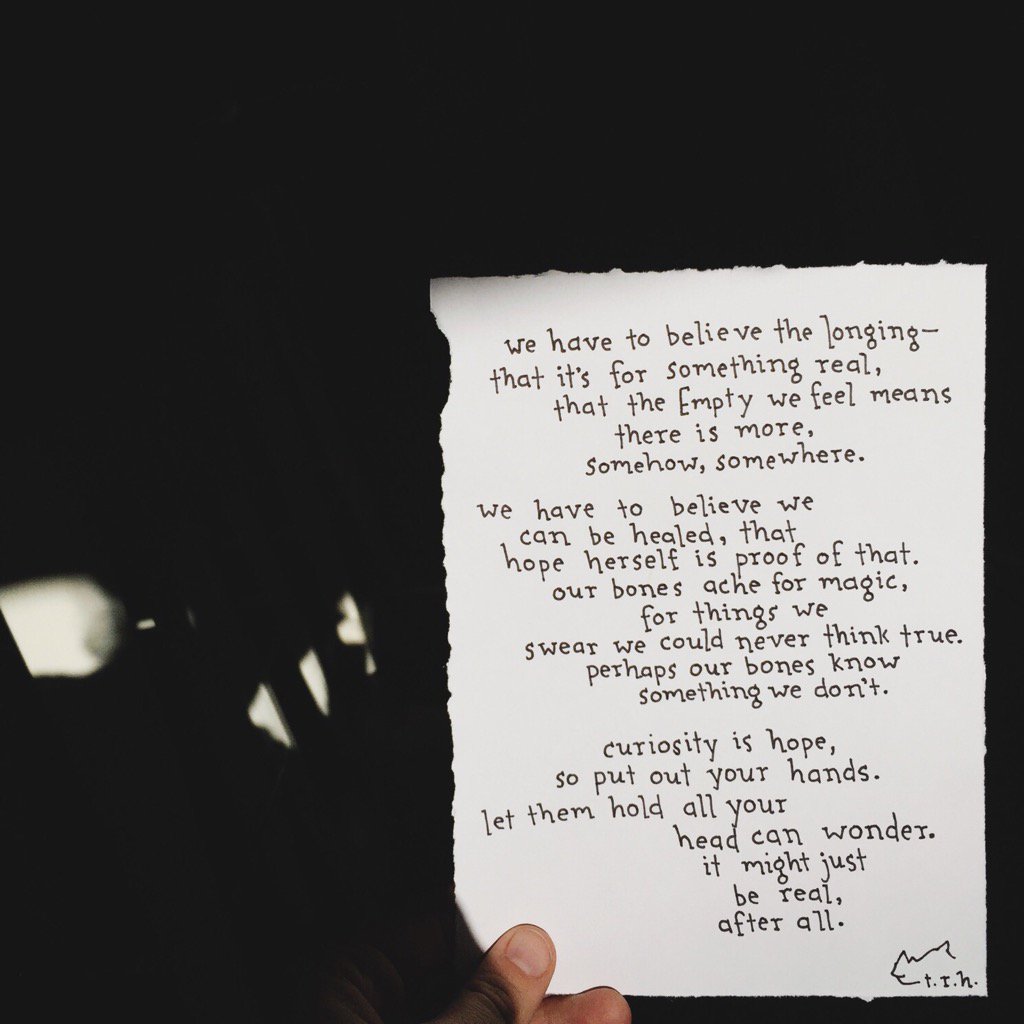 we have to believe the longing—
that it's for something real,
that the Empty we feel means
there is more,
somehow, somewhere.
we have to believe we
can be healed, that
hope herself is proof of that.
our bones ache for magic,
for things we
swear we could never think true.
perhaps our bones know
something we don't.
curiosity is hope,
so put out your hands.
let them hold all your
head can wonder.
it might just
be real,
after all.
t.r.h.